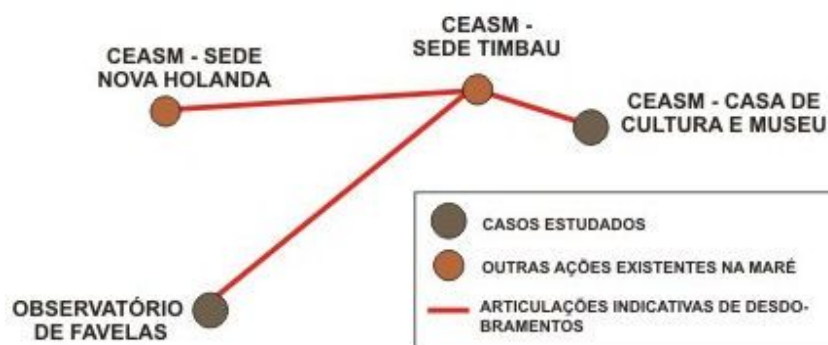 CEASM - SEDE
NOVA HOLANDA
CEASM -
SEDE TIMBAU
CEASM - CASA DE
CULTURA E MUSEU
OBSERVATÓRIO
DE FAVELAS
CASOS ESTUDADOS
OUTRAS AÇÕES EXISTENTES NA MARÉ
ARTICULAÇÕES INDICATIVAS DE DESDO-
BRAMENTOS